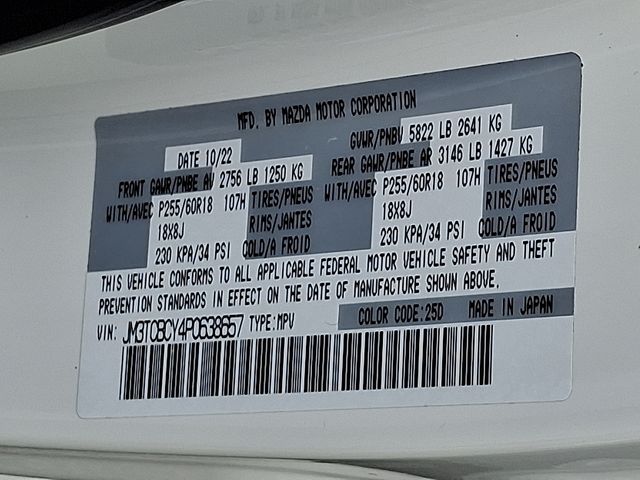 MFD. BY MAZDA MOTOR CORPORATION
DATE 10/22 GVWR/PNBV 5822 LB 2641 KG
FRONT GAWR/PNBE AV 2756 LB 1250 KG REAR GAWR/PNBE AR 3146 LB 1427 KG
WITH/AVEC P255/60R18 107H TIRES/PNEUS WITH/AVEC P255/60R18 107H TIRES/PNEUS
18X8J RIMS/JANTES 18X8J RIMS/JANTES
230 KPA/34 PSI COLD/A FROID 230 KPA/34 PSI COLD/A FROID
THIS VEHICLE CONFORMS TO ALL APPLICABLE FEDERAL MOTOR VEHICLE SAFETY AND THEFT
PREVENTION STANDARDS IN EFFECT ON THE DATE OF MANUFACTURE SHOWN ABOVE.
VIN: JM3TCBCY4P0638657 TYPE:MPV COLOR CODE:25D MADE IN JAPAN